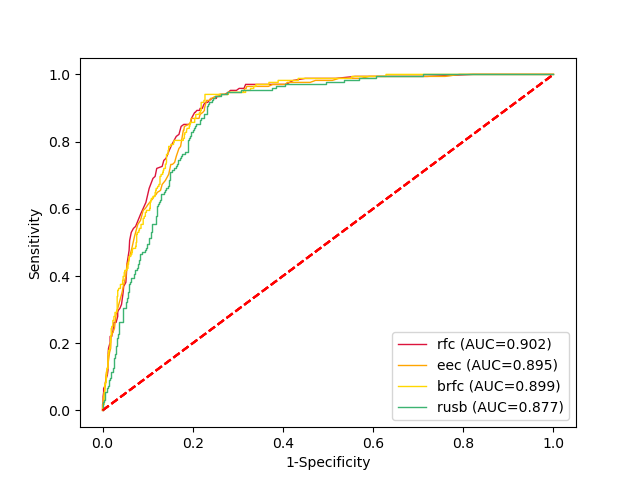 1.0
0.8
0.6
0.4
0.2
0.0
Sensitivity
rfc (AUC=0.902)
eec (AUC=0.895)
brfc (AUC=0.899)
rusb (AUC=0.877)
0.0 0.2 0.4 0.6 0.8 1.0
1-Specificity